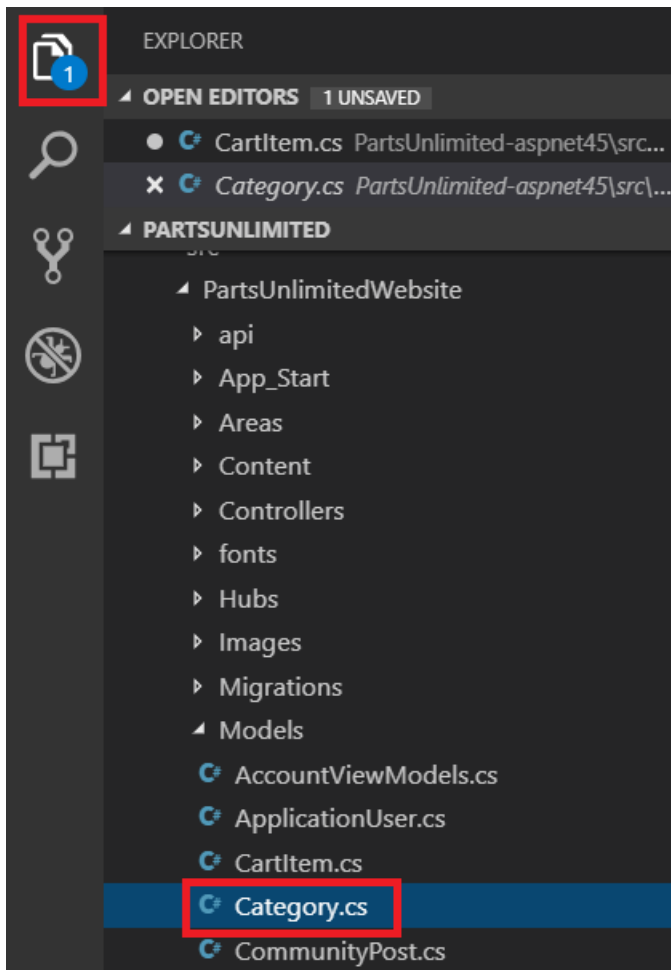 EXPLORER
1
OPEN EDITORS 1 UNSAVED
C# CartItem.cs PartsUnlimited-aspnet45\src...
C# Category.cs PartsUnlimited-aspnet45\src\...
PARTSUNLIMITED
src
PartsUnlimitedWebsite
api
App_Start
Areas
Content
Controllers
fonts
Hubs
Images
Migrations
Models
C# AccountViewModels.cs
C# ApplicationUser.cs
C# CartItem.cs
C# Category.cs
C# CommunityPost.cs